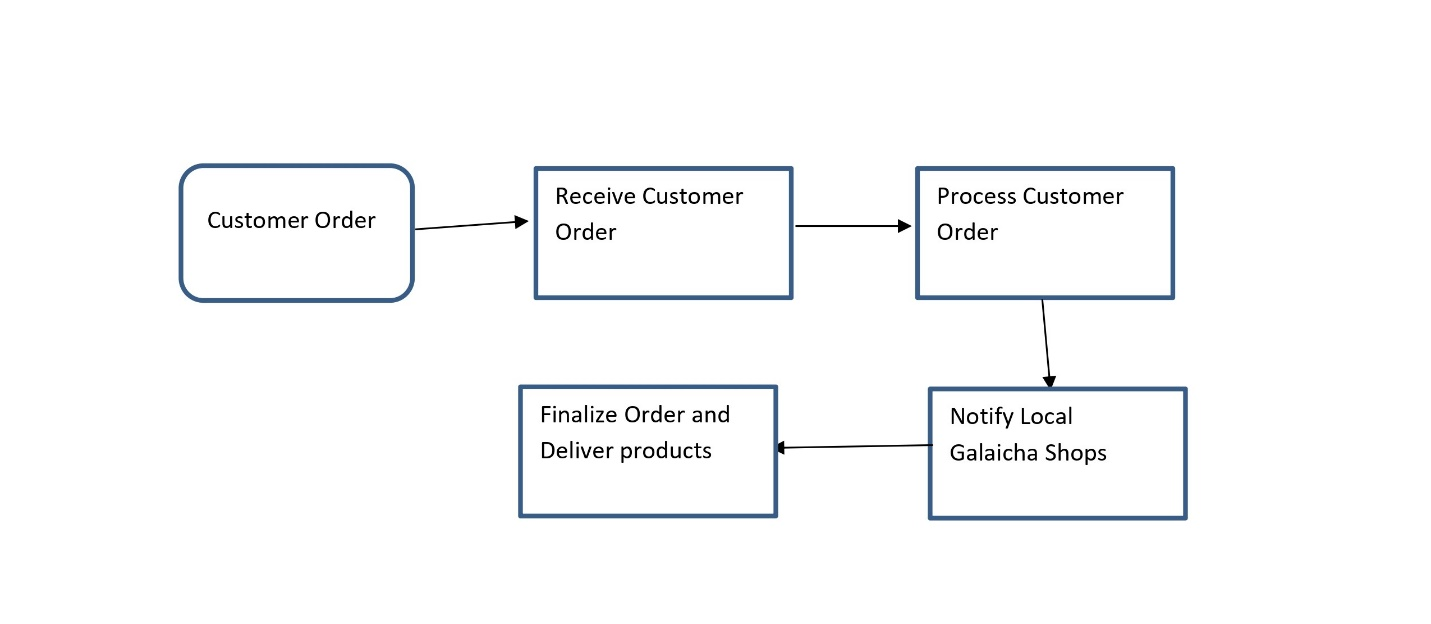 Customer Order
Receive Customer
Order
Process Customer
Order
Notify Local
Galaicha Shops
Finalize Order and
Deliver products